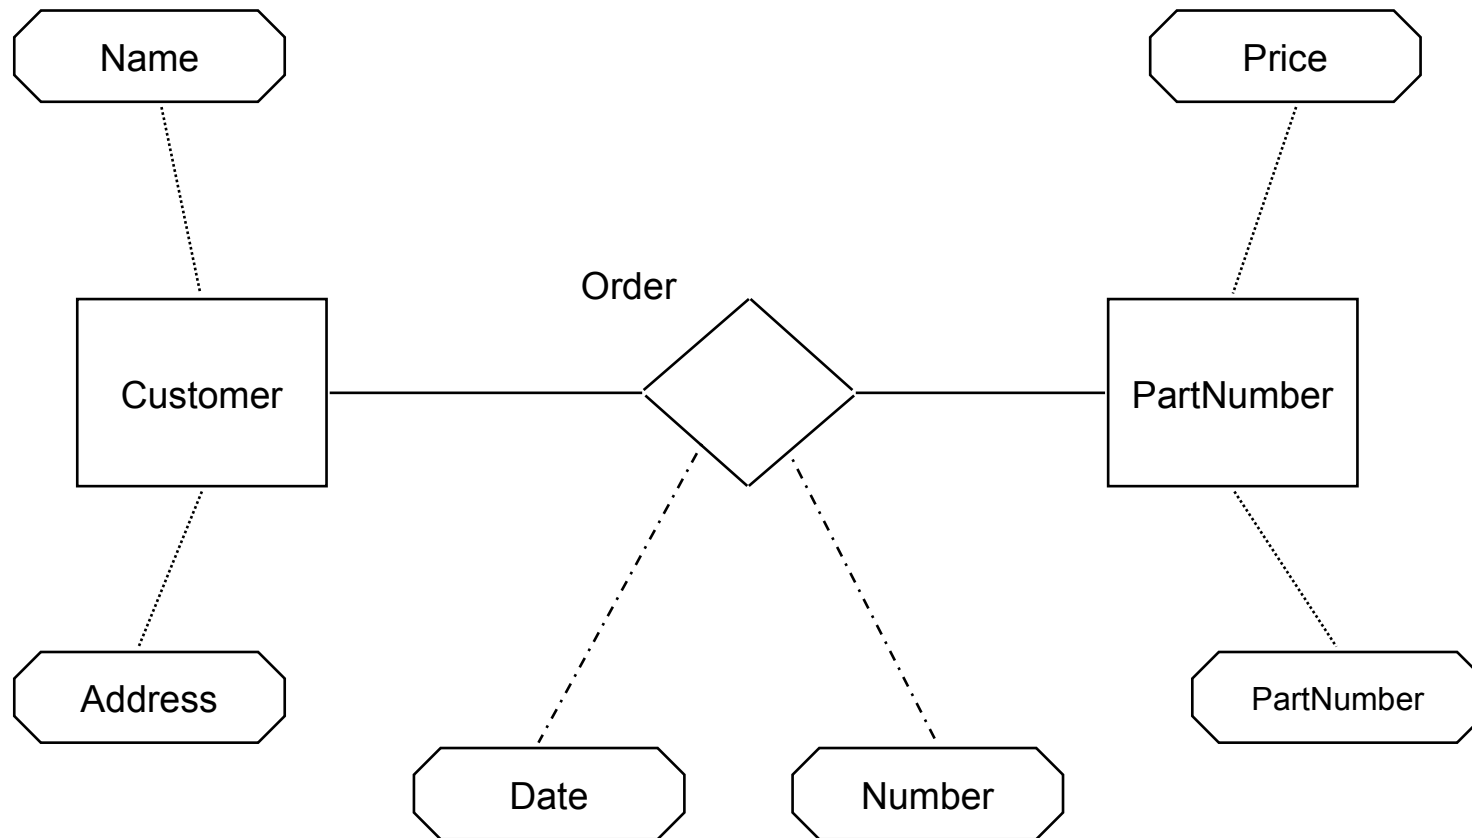 Name
Price
Order
Customer
PartNumber
Address
PartNumber
Date
Number